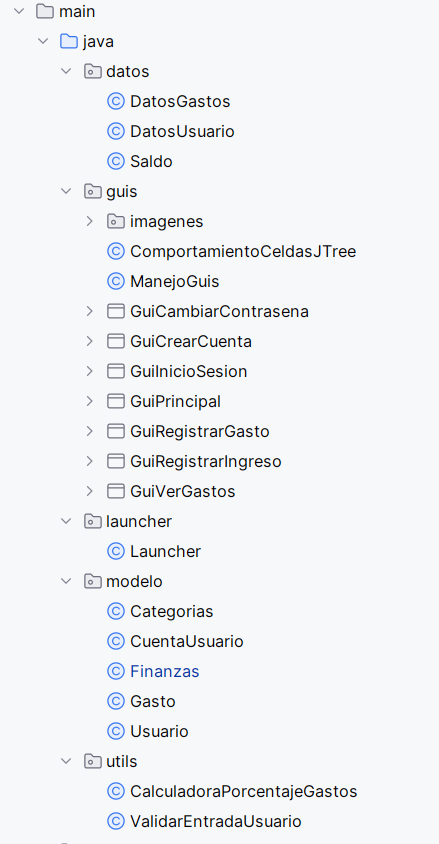 main
java
datos
DatosGastos
DatosUsuario
Saldo
guis
imagenes
ComportamientoCeldasJTree
ManejoGuis
GuiCambiarContrasena
GuiCrearCuenta
GuiInicioSesion
GuiPrincipal
GuiRegistrarGasto
GuiRegistrarIngreso
GuiVerGastos
launcher
Launcher
modelo
Categorias
CuentaUsuario
Finanzas
Gasto
Usuario
utils
CalculadoraPorcentajeGastos
ValidarEntradaUsuario